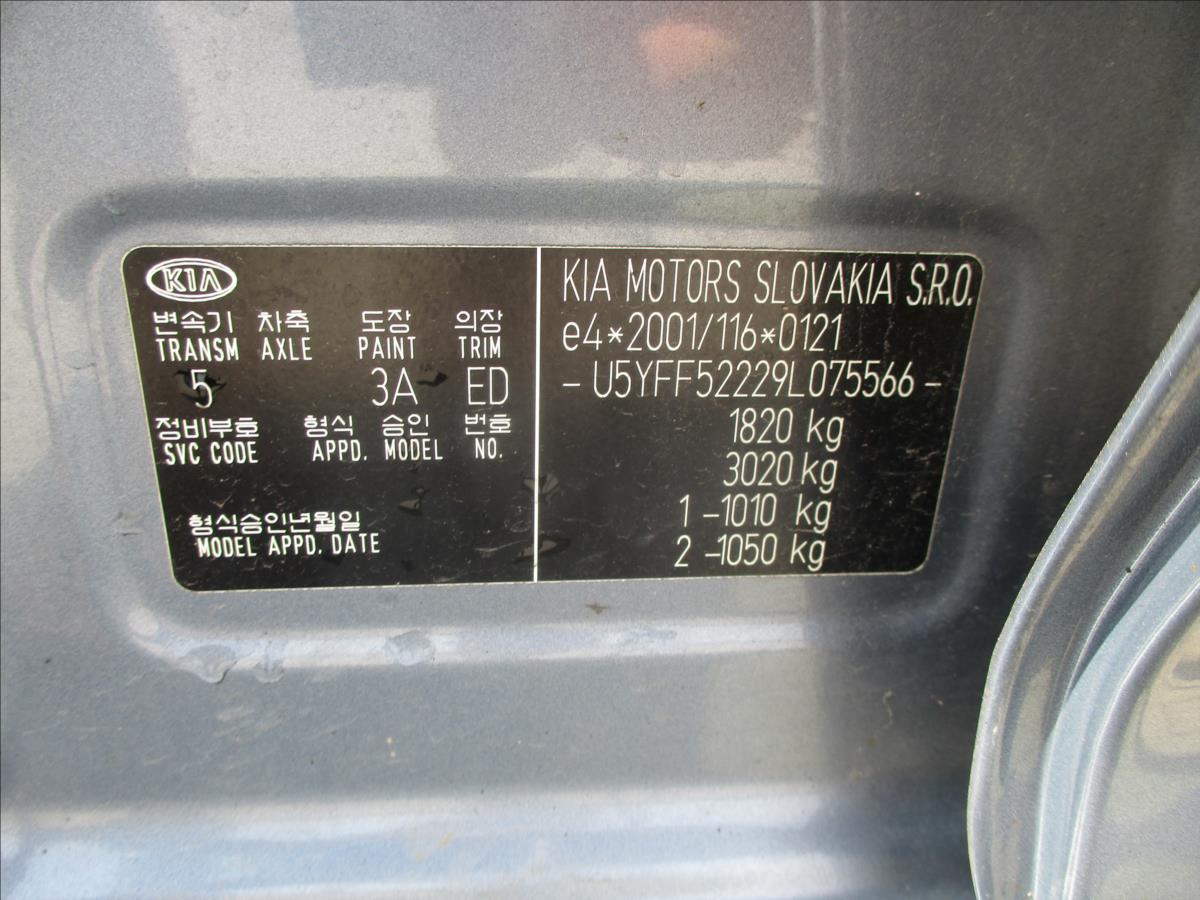 KIA
변속기 차축 도장 의장
TRANSM AXLE PAINT TRIM
5 3A ED
정비부호 형식 승인 번호
SVC CODE APPD. MODEL NO.
형식승인년월일
MODEL APPD. DATE
KIA MOTORS SLOVAKIA S.R.O.
e4*2001/116*0121
- U5YFF52229L075566 -
1820 kg
3020 kg
1 -1010 kg
2 -1050 kg